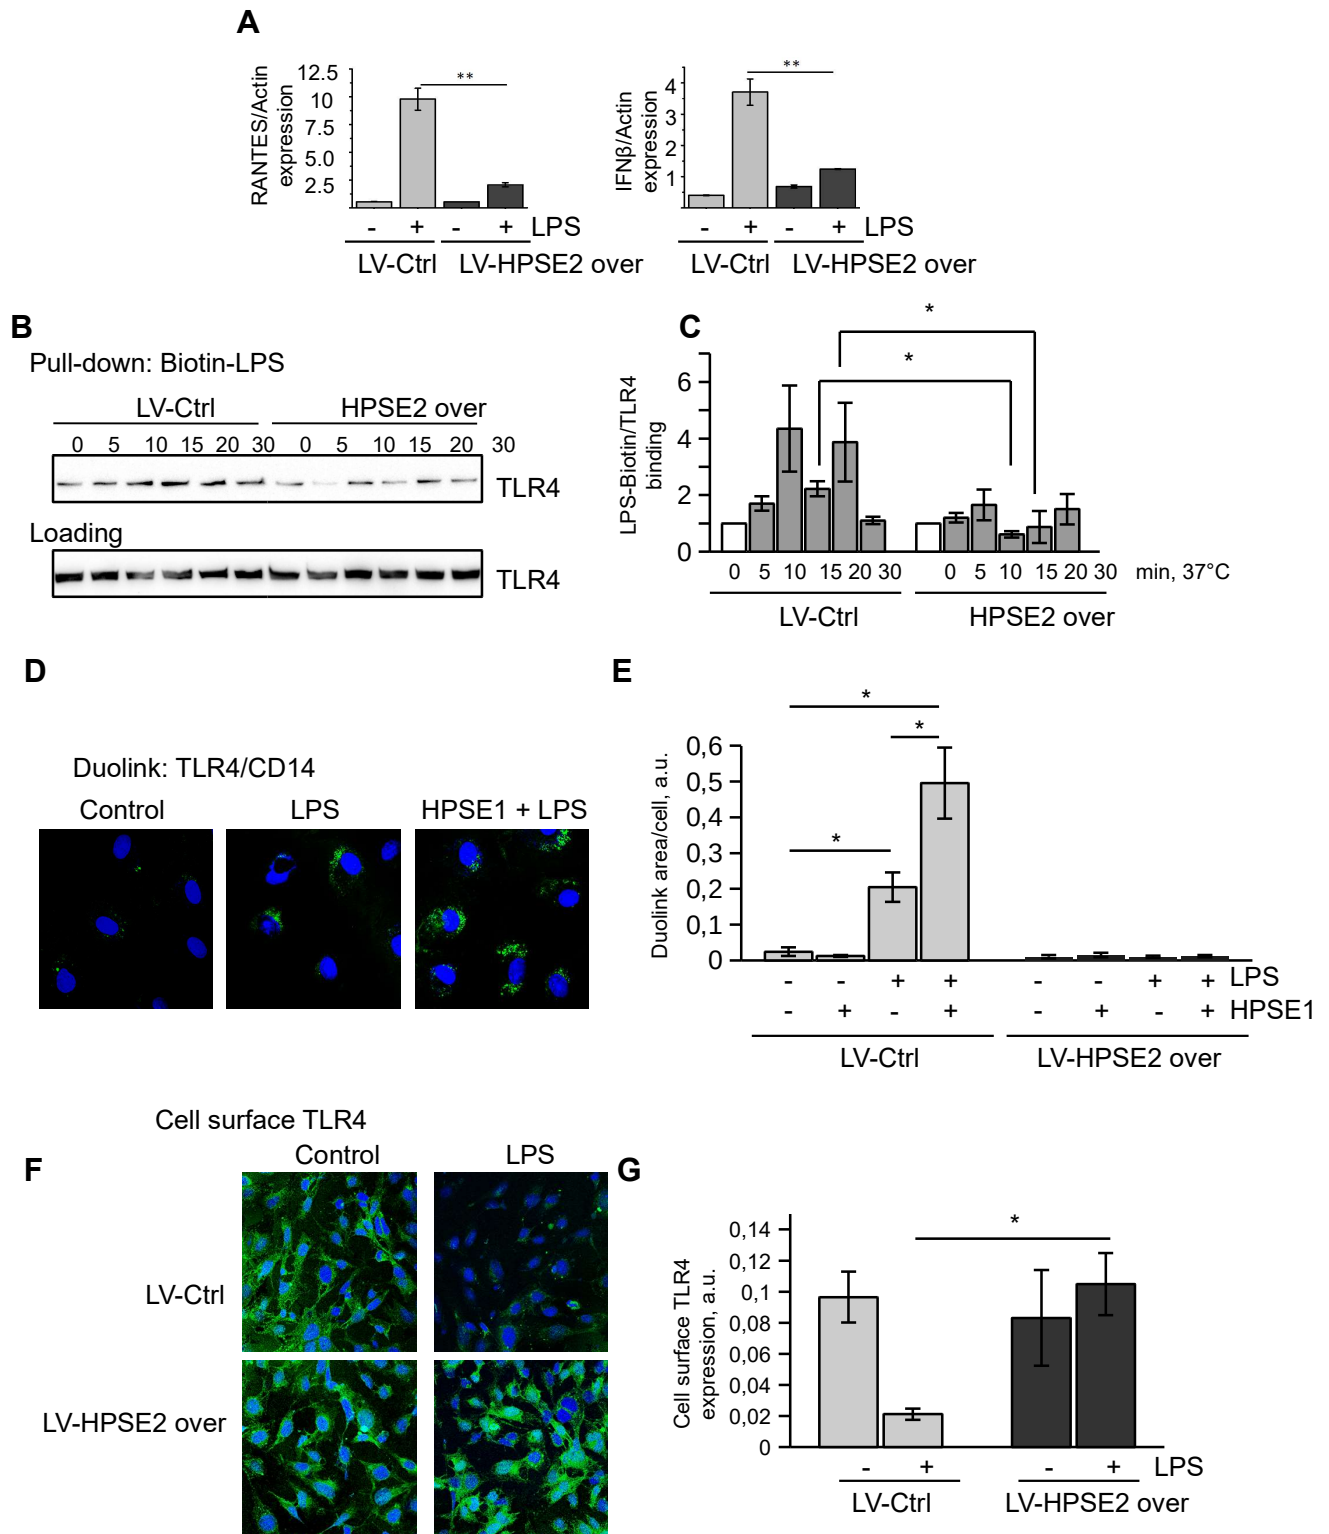 A
12.5
10
7.5
5.0
2.5
RANTES/Actin
expression
**
- + - + LPS
LV-Ctrl LV-HPSE2 over
4
3
2
1
IFNβ/Actin
expression
**
- + - + LPS
LV-Ctrl LV-HPSE2 over
B
Pull-down: Biotin-LPS
LV-Ctrl HPSE2 over
0 5 10 15 20 30 0 5 10 15 20 30
TLR4
Loading
TLR4
C
LPS-Biotin/TLR4
binding
6
4
2
0
*
*
0 5 10 15 20 30 0 5 10 15 20 30 min, 37°C
LV-Ctrl HPSE2 over
D
Duolink: TLR4/CD14
Control LPS HPSE1 + LPS
E
Duolink area/cell, a.u.
0,6
0,5
0,4
0,3
0,2
0,1
0
*
*
*
- - + + - - + + LPS
- + - + - + - + HPSE1
LV-Ctrl LV-HPSE2 over
Cell surface TLR4
F
Control LPS
LV-Ctrl
LV-HPSE2 over
G
Cell surface TLR4
expression, a.u.
0,14
0,12
0,1
0,08
0,06
0,04
0,02
0
*
- + - + LPS
LV-Ctrl LV-HPSE2 over